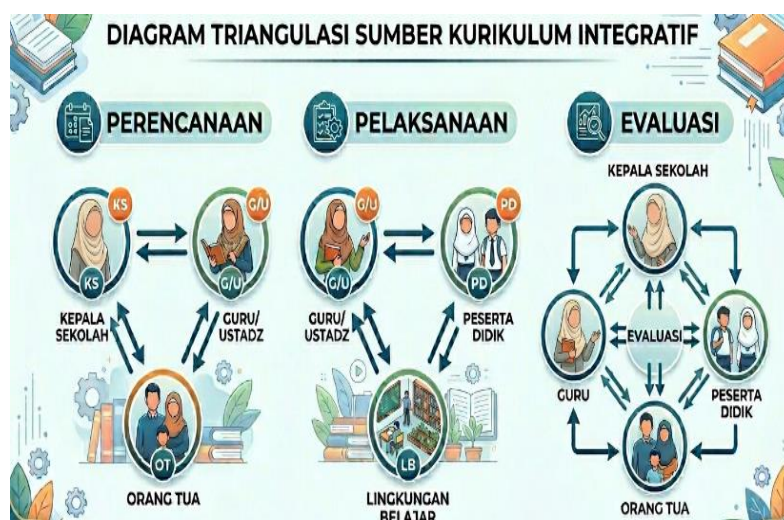 DIAGRAM TRIANGULASI SUMBER KURIKULUM INTEGRATIF
PERENCANAAN
KS
G/U
KS
G/U
KEPALA
SEKOLAH
GURU/
USTADZ
OT
ORANG TUA
PELAKSANAAN
G/U
PD
G/U
PD
GURU/
USTADZ
PESERTA
DIDIK
LB
LINGKUNGAN
BELAJAR
EVALUASI
KEPALA SEKOLAH
EVALUASI
GURU
PESERTA
DIDIK
ORANG TUA